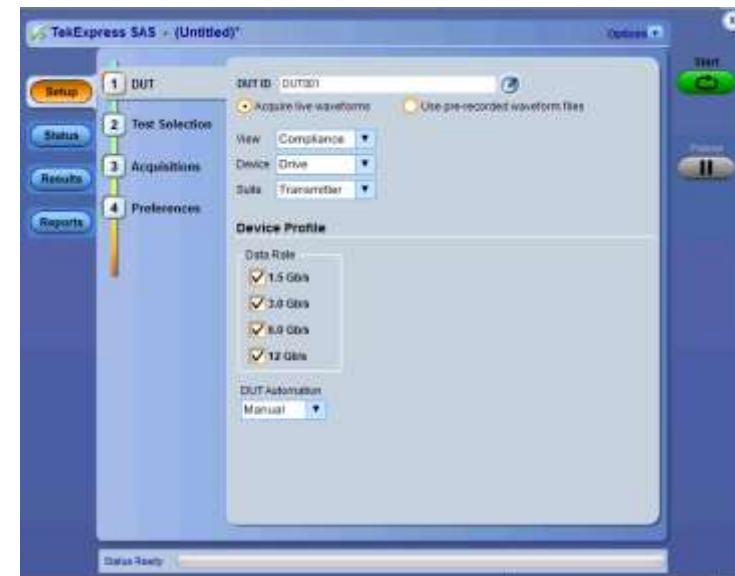 TekExpress SAS - (Untitled)*
Options
Start
Setup
Status
Results
Reports
1 DUT
2 Test Selection
3 Acquisitions
4 Preferences
DUT ID DUT001
Acquire live waveforms
Use pre-recorded waveform files
View Compliance
Device Drive
Suite Transmitter
Device Profile
Data Rate
1.5 Gb/s
3.0 Gb/s
6.0 Gb/s
12 Gb/s
DUT Automation
Manual
Pause
Status Ready